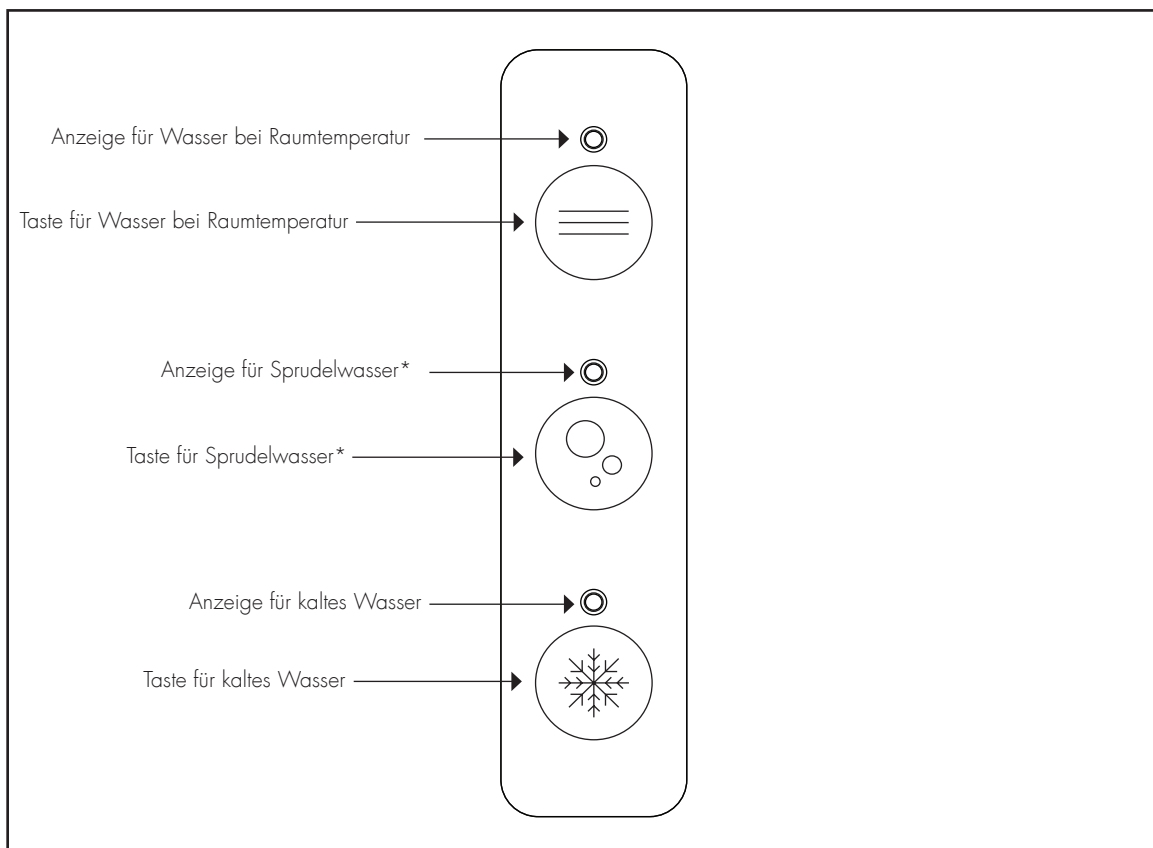 Anzeige für Wasser bei Raumtemperatur
Taste für Wasser bei Raumtemperatur
Anzeige für Sprudelwasser*
Taste für Sprudelwasser*
Anzeige für kaltes Wasser
Taste für kaltes Wasser